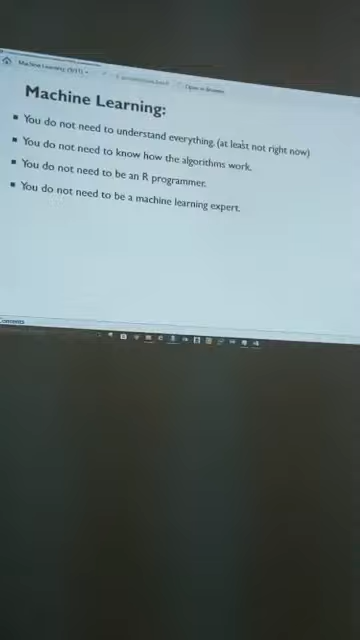 Machine Learning:
▪ You do not need to understand everything. (at least not right now)
▪ You do not need to know how the algorithms work.
▪ You do not need to be an R programmer.
▪ You do not need to be a machine learning expert.